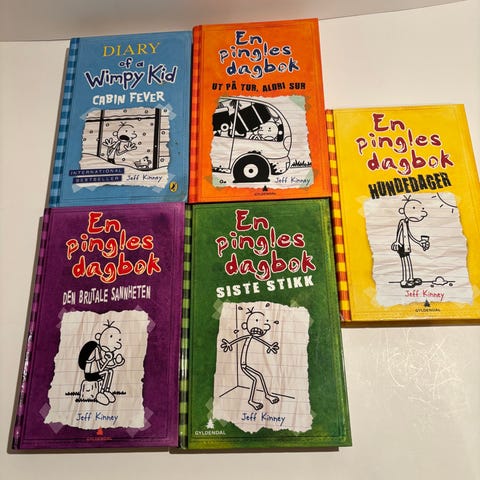 DIARY
of a
Wimpy Kid
CABIN FEVER
INTERNATIONAL
BESTSELLER
Jeff Kinney
En
pingles
dagbok
UT PÅ TUR, ALDRI SUR
Jeff Kinney
GYLDENDAL
En
pingles
dagbok
HUNDEDAGER
Jeff Kinney
GYLDENDAL
En
pingles
dagbok
DEN BRUTALE SANNHETEN
Jeff Kinney
GYLDENDAL
En
pingles
dagbok
SISTE STIKK
Jeff Kinney
GYLDENDAL